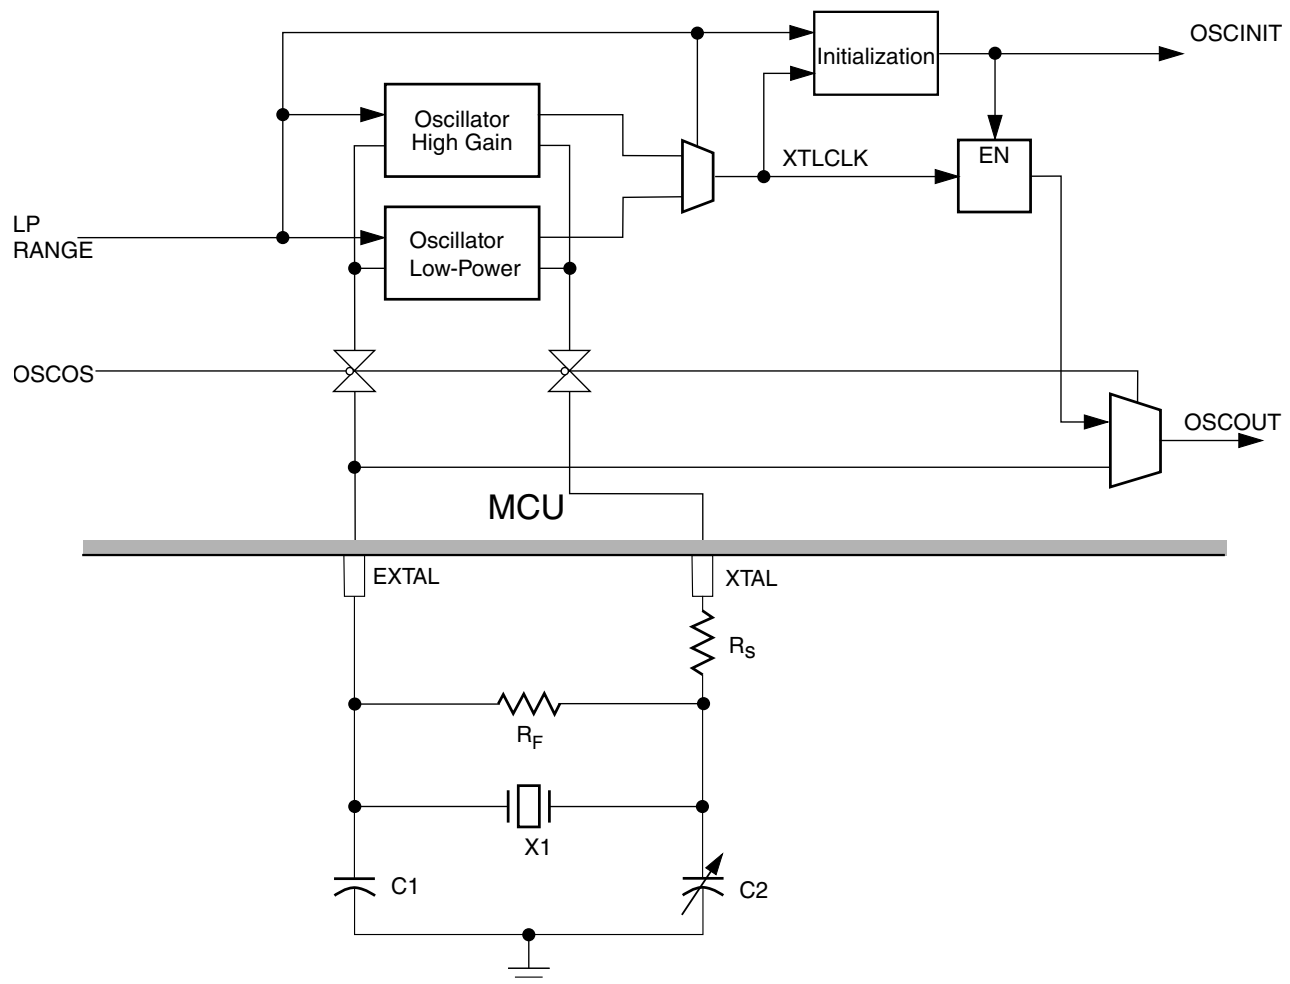 OSCINIT
Initialization
Oscillator
High Gain
XTLCLK
EN
LP
RANGE
Oscillator
Low-Power
OSCOS
OSCOUT
MCU
EXTAL
XTAL
RS
RF
X1
C1
C2